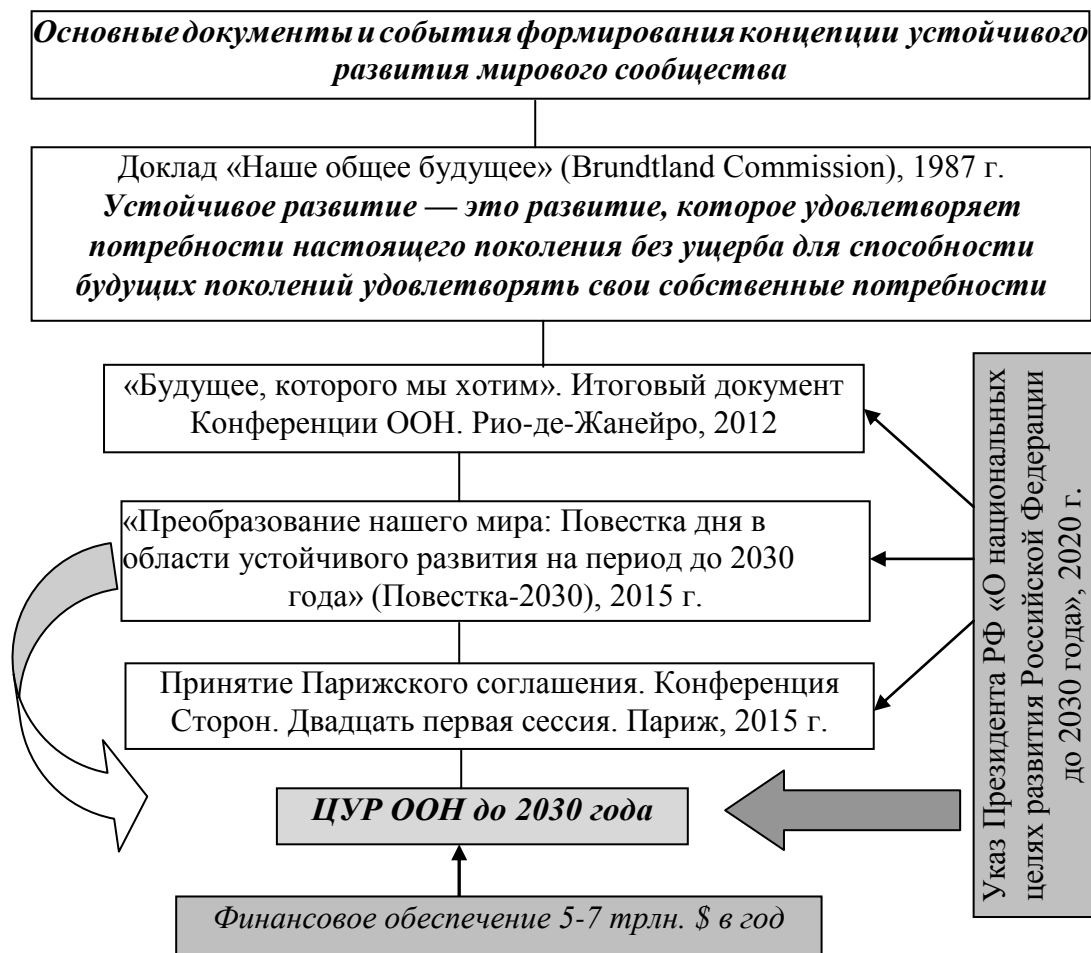 Основные документы и события формирования концепции устойчивого
развития мирового сообщества
Доклад «Наше общее будущее» (Brundtland Commission), 1987 г.
Устойчивое развитие — это развитие, которое удовлетворяет
потребности настоящего поколения без ущерба для способности
будущих поколений удовлетворять свои собственные потребности
«Будущее, которого мы хотим». Итоговый документ
Конференции ООН. Рио-де-Жанейро, 2012
«Преобразование нашего мира: Повестка дня в
области устойчивого развития на период до 2030
года» (Повестка-2030), 2015 г.
Принятие Парижского соглашения. Конференция
Сторон. Двадцать первая сессия. Париж, 2015 г.
ЦУР ООН до 2030 года
Финансовое обеспечение 5-7 трлн. $ в год
Указ Президента РФ «О национальных
целях развития Российской Федерации
до 2030 года», 2020 г.